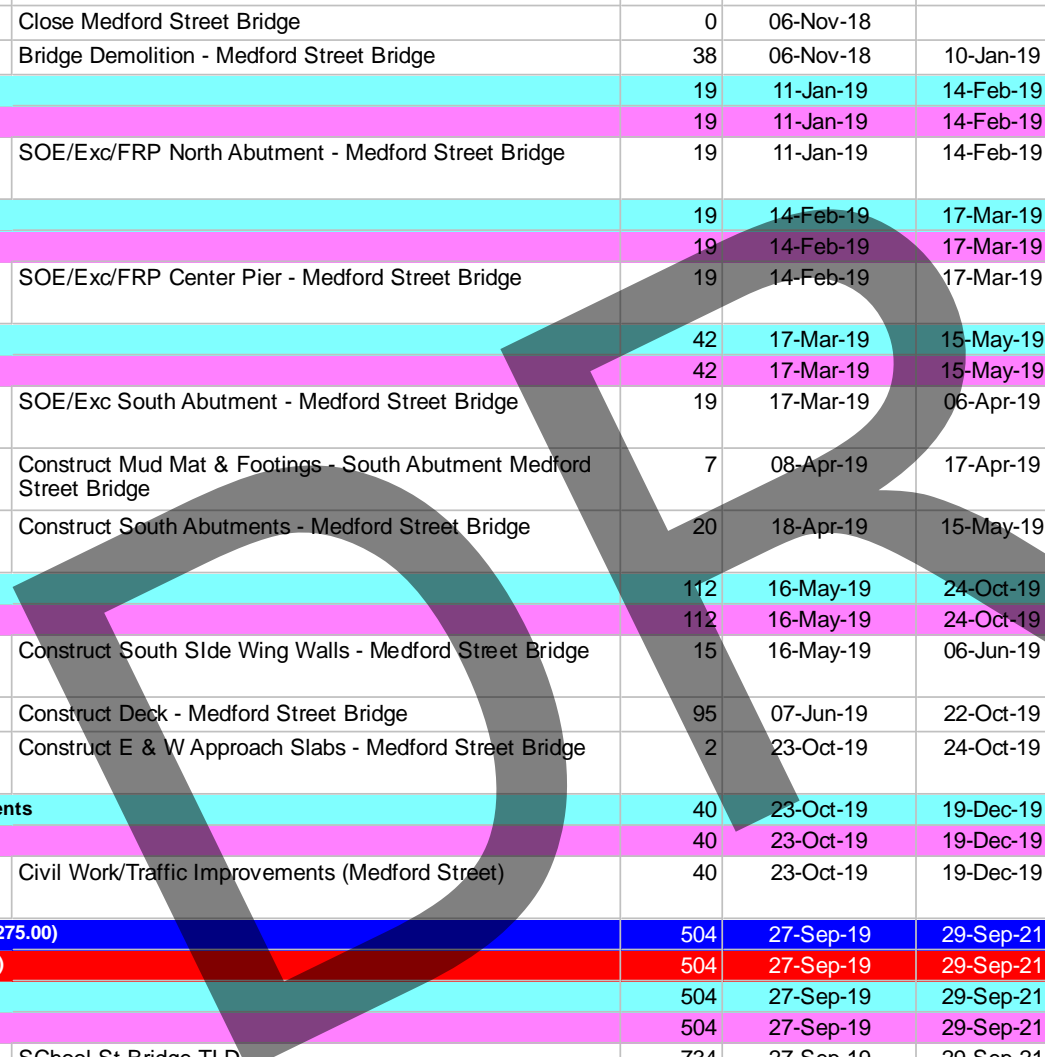 Close Medford Street Bridge 0 06-Nov-18
Bridge Demolition - Medford Street Bridge 38 06-Nov-18 10-Jan-19
19 11-Jan-19 14-Feb-19
19 11-Jan-19 14-Feb-19
SOE/Exc/FRP North Abutment - Medford Street Bridge 19 11-Jan-19 14-Feb-19
19 14-Feb-19 17-Mar-19
19 14-Feb-19 17-Mar-19
SOE/Exc/FRP Center Pier - Medford Street Bridge 19 14-Feb-19 17-Mar-19
42 17-Mar-19 15-May-19
42 17-Mar-19 15-May-19
SOE/Exc South Abutment - Medford Street Bridge 19 17-Mar-19 06-Apr-19
Construct Mud Mat & Footings - South Abutment Medford 7 08-Apr-19 17-Apr-19
Street Bridge
Construct South Abutments - Medford Street Bridge 20 18-Apr-19 15-May-19
112 16-May-19 24-Oct-19
112 16-May-19 24-Oct-19
Construct South SIde Wing Walls - Medford Street Bridge 15 16-May-19 06-Jun-19
Construct Deck - Medford Street Bridge 95 07-Jun-19 22-Oct-19
Construct E & W Approach Slabs - Medford Street Bridge 2 23-Oct-19 24-Oct-19
ents 40 23-Oct-19 19-Dec-19
40 23-Oct-19 19-Dec-19
Civil Work/Traffic Improvements (Medford Street) 40 23-Oct-19 19-Dec-19
275.00) 504 27-Sep-19 29-Sep-21
) 504 27-Sep-19 29-Sep-21
504 27-Sep-19 29-Sep-21
504 27-Sep-19 29-Sep-21
SChool St Bridge TLD 734 27-Sep-19 29-Sep-21
DR